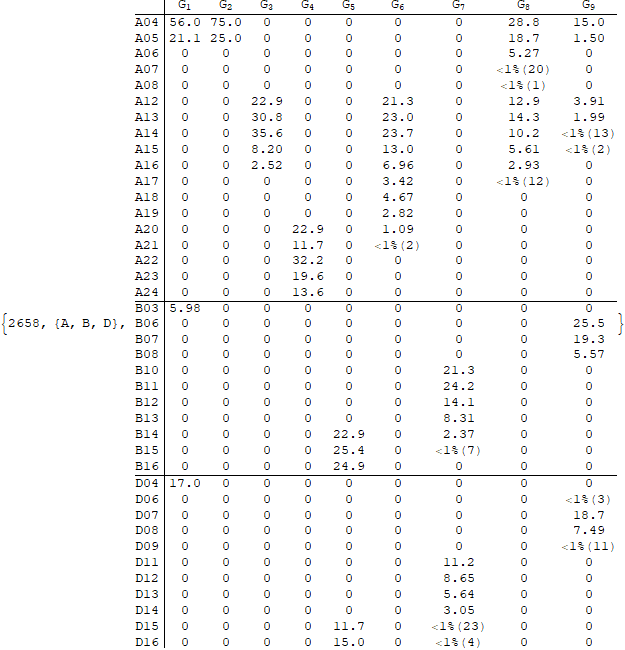 G₁ G₂ G₃ G₄ G₅ G₆ G₇ G₈ G₉
A04 56.0 75.0 0 0 0 0 0 28.8 15.0
A05 21.1 25.0 0 0 0 0 0 18.7 1.50
A06 0 0 0 0 0 0 0 5.27 0
A07 0 0 0 0 0 0 0 <1%(20) 0
A08 0 0 0 0 0 0 0 <1%(1) 0
A12 0 0 22.9 0 0 21.3 0 12.9 3.91
A13 0 0 30.8 0 0 23.0 0 14.3 1.99
A14 0 0 35.6 0 0 23.7 0 10.2 <1%(13)
A15 0 0 8.20 0 0 13.0 0 5.61 <1%(2)
A16 0 0 2.52 0 0 6.96 0 2.93 0
A17 0 0 0 0 0 3.42 0 <1%(12) 0
A18 0 0 0 0 0 4.67 0 0 0
A19 0 0 0 0 0 2.82 0 0 0
A20 0 0 0 22.9 0 1.09 0 0 0
A21 0 0 0 11.7 0 <1%(2) 0 0 0
A22 0 0 0 32.2 0 0 0 0 0
A23 0 0 0 19.6 0 0 0 0 0
A24 0 0 0 13.6 0 0 0 0 0
B03 5.98 0 0 0 0 0 0 0 0
{2658, {A, B, D}, B06 0 0 0 0 0 0 0 0 25.5 }
B07 0 0 0 0 0 0 0 0 19.3
B08 0 0 0 0 0 0 0 0 5.57
B10 0 0 0 0 0 0 21.3 0 0
B11 0 0 0 0 0 0 24.2 0 0
B12 0 0 0 0 0 0 14.1 0 0
B13 0 0 0 0 0 0 8.31 0 0
B14 0 0 0 0 22.9 0 2.37 0 0
B15 0 0 0 0 25.4 0 <1%(7) 0 0
B16 0 0 0 0 24.9 0 0 0 0
D04 17.0 0 0 0 0 0 0 0 0
D06 0 0 0 0 0 0 0 0 <1%(3)
D07 0 0 0 0 0 0 0 0 18.7
D08 0 0 0 0 0 0 0 0 7.49
D09 0 0 0 0 0 0 0 0 <1%(11)
D11 0 0 0 0 0 0 11.2 0 0
D12 0 0 0 0 0 0 8.65 0 0
D13 0 0 0 0 0 0 5.64 0 0
D14 0 0 0 0 0 0 3.05 0 0
D15 0 0 0 0 11.7 0 <1%(23) 0 0
D16 0 0 0 0 15.0 0 <1%(4) 0 0